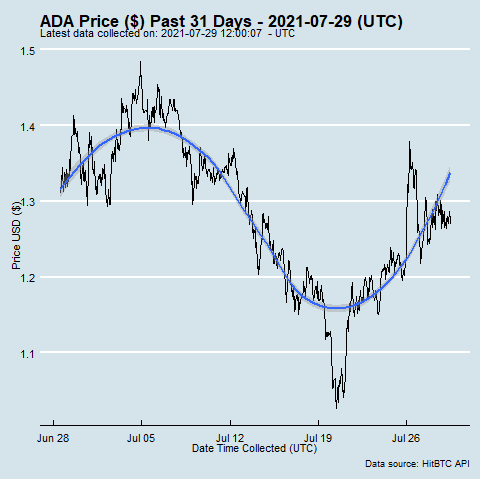 ADA Price ($) Past 31 Days - 2021-07-29 (UTC)
Latest data collected on: 2021-07-29 12:00:07 - UTC
1.5
1.4
1.3
1.2
1.1
Price USD ($)
Jun 28 Jul 05 Jul 12 Jul 19 Jul 26
Date Time Collected (UTC)
Data source: HitBTC API